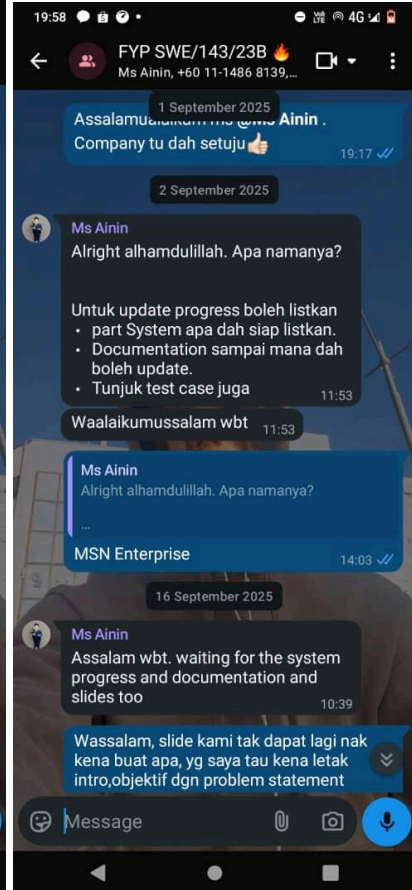 19:58
4G
FYP SWE/143/23B 🔥
Ms Ainin, +60 11-1486 8139,...
1 September 2025
Assalamualaikum ms @Ms Ainin .
Company tu dah setuju👍🏻
19:17
2 September 2025
Ms Ainin
Alright alhamdulillah. Apa namanya?
Untuk update progress boleh listkan
• part System apa dah siap listkan.
• Documentation sampai mana dah
boleh update.
• Tunjuk test case juga
11:53
Waalaikumussalam wbt 11:53
Ms Ainin
Alright alhamdulillah. Apa namanya?
...
MSN Enterprise
14:03
16 September 2025
Ms Ainin
Assalam wbt. waiting for the system
progress and documentation and
slides too
10:39
Wassalam, slide kami tak dapat lagi nak
kena buat apa, yg saya tau kena letak
intro,objektif dgn problem statement
Message